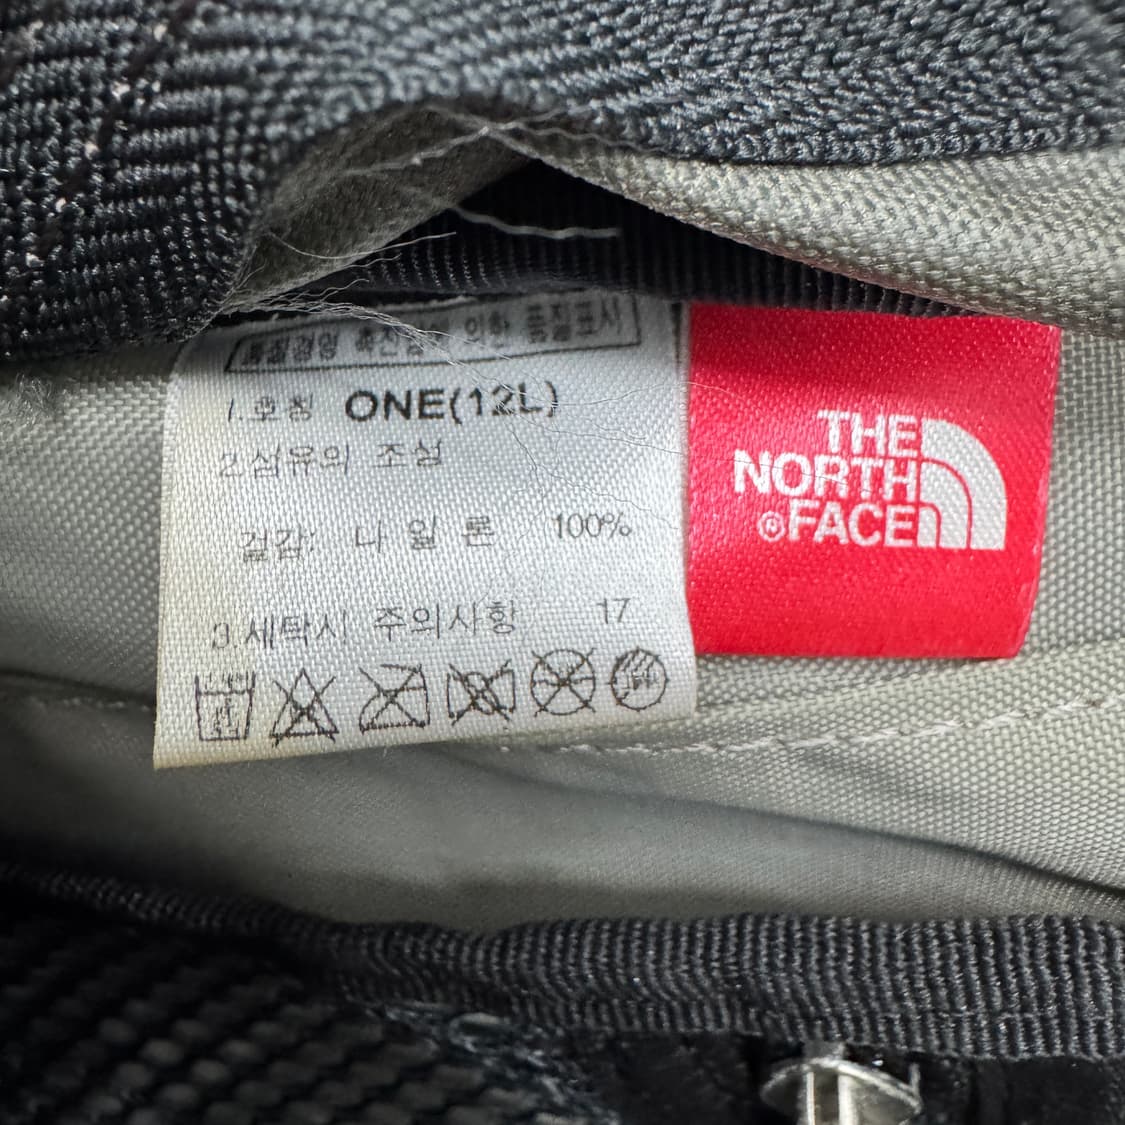 품질경영 촉진법에 의한 품질표시
1.호칭 ONE(12L)
2.섬유의 조성
겉감: 나 일 론 100%
3.세탁시 주의사항 17
THE
NORTH
®FACE